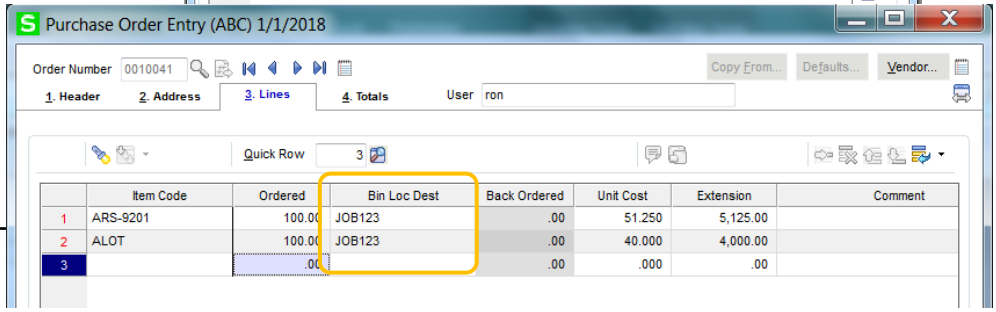 S Purchase Order Entry (ABC) 1/1/2018
Order Number 0010041 Copy From... Defaults... Vendor...
1. Header 2. Address 3. Lines 4. Totals User ron
Quick Row 3
Item Code Ordered Bin Loc Dest Back Ordered Unit Cost Extension Comment
1 ARS-9201 100.00 JOB123 .00 51.250 5,125.00
2 ALOT 100.00 JOB123 .00 40.000 4,000.00
3 .00 .00 .000 .00